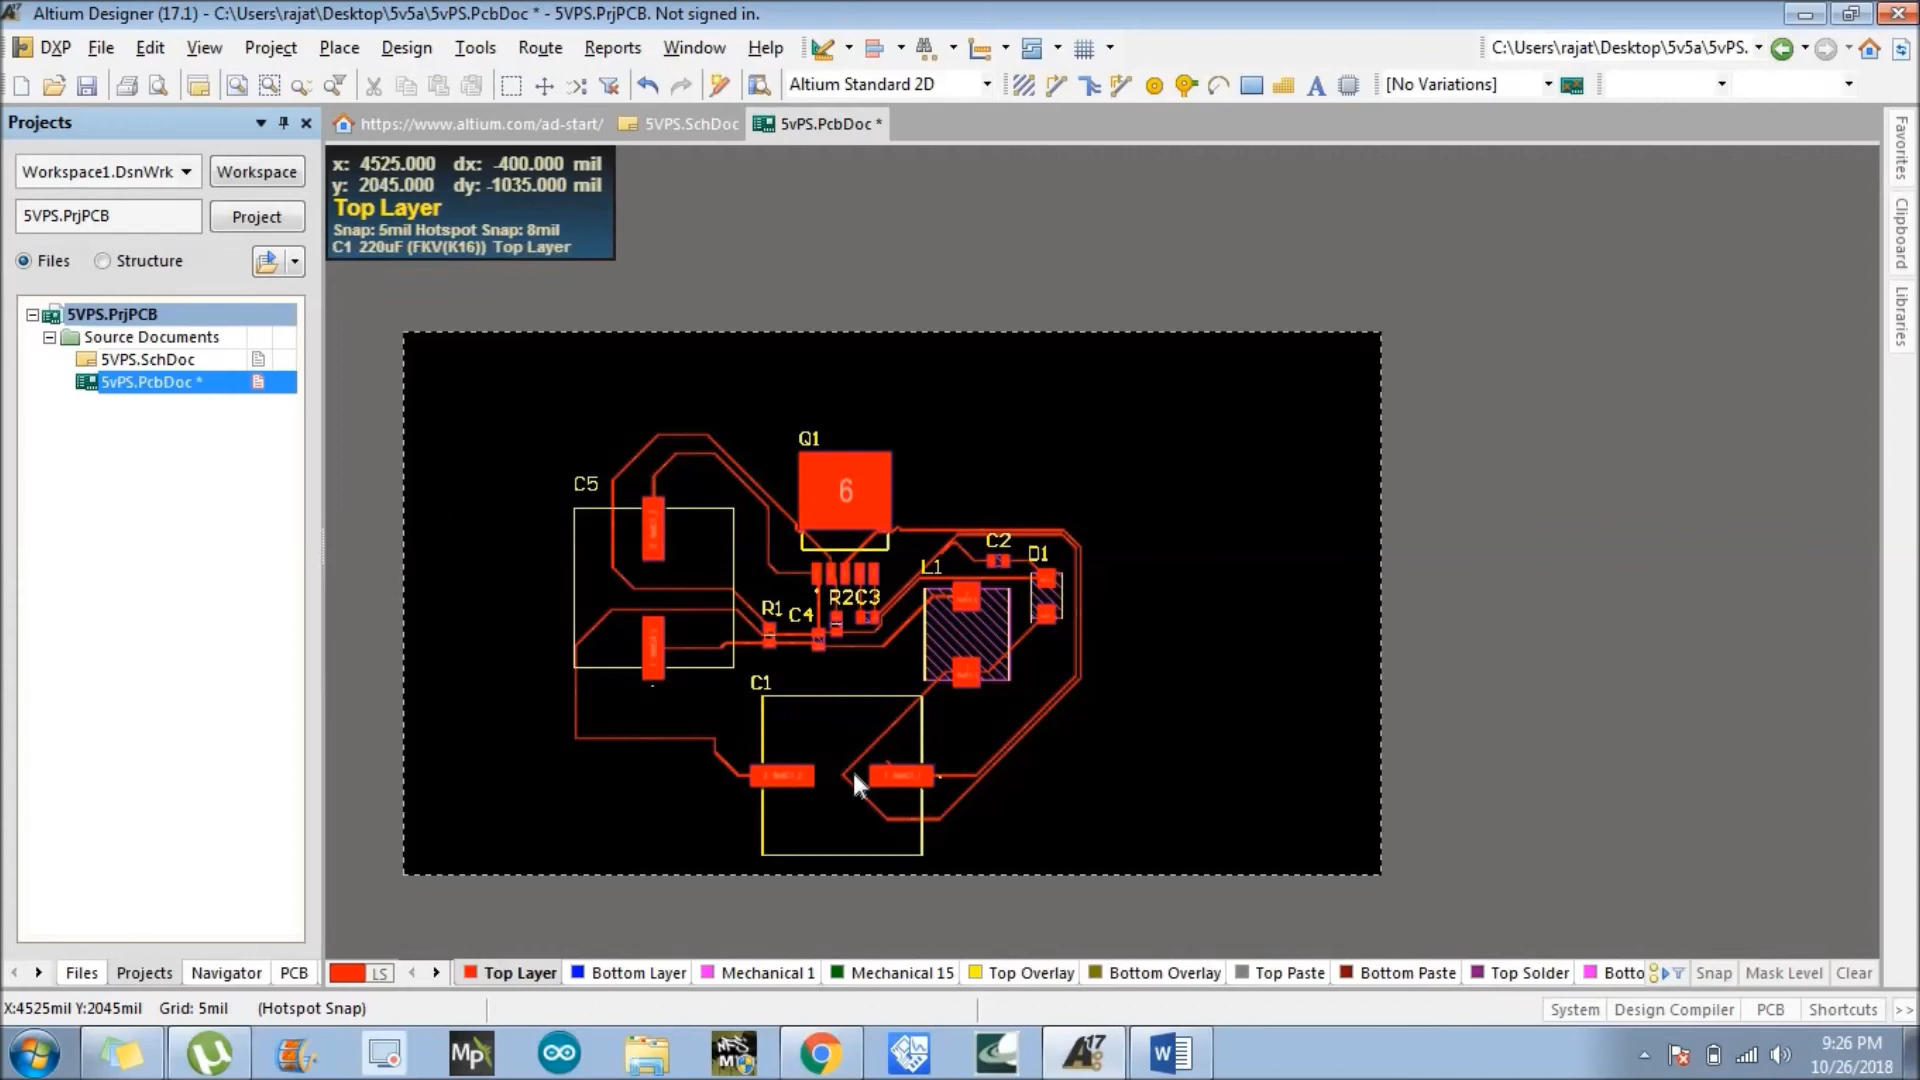 Altium Designer (17.1) - C:\Users\rajat\Desktop\5v5a\5vPS.PcbDoc * - 5VPS.PrjPCB. Not signed in.
DXP File Edit View Project Place Design Tools Route Reports Window Help C:\Users\rajat\Desktop\5v5a\5vPS.
Altium Standard 2D [No Variations]
Projects
https://www.altium.com/ad-start/ 5VPS.SchDoc 5vPS.PcbDoc *
Workspace1.DsnWrk Workspace
5VPS.PrjPCB Project
Files Structure
5VPS.PrjPCB
Source Documents
5VPS.SchDoc
5vPS.PcbDoc *
x: 4525.000 dx: -400.000 mil
y: 2045.000 dy: -1035.000 mil
Top Layer
Snap: 5mil Hotspot Snap: 8mil
C1 220uF (FKV(K16)) Top Layer
Favorites
Clipboard
Libraries
Q1
6
C5
C2
D1
L1
R2 C3
R1 C4
C1
Files Projects Navigator PCB
LS Top Layer Bottom Layer Mechanical 1 Mechanical 15 Top Overlay Bottom Overlay Top Paste Bottom Paste Top Solder Botto Snap Mask Level Clear
X:4525mil Y:2045mil Grid: 5mil (Hotspot Snap)
System Design Compiler PCB Shortcuts >>
Mp
17
W
9:26 PM
10/26/2018